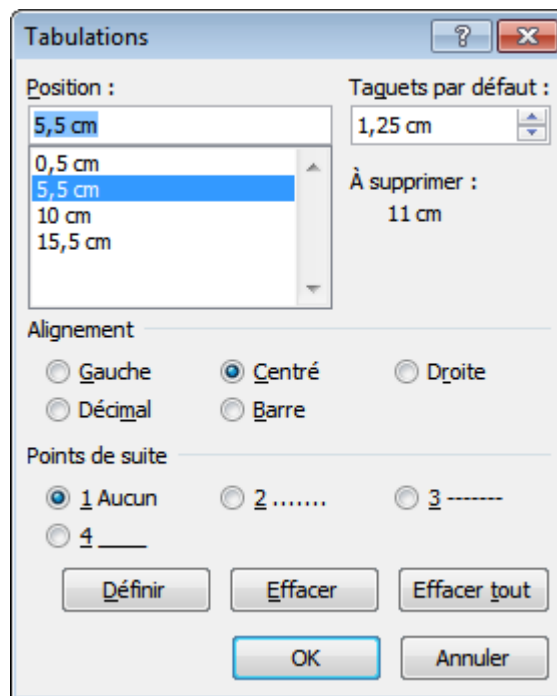 Tabulations
Position :
Taquets par défaut :
5,5 cm
1,25 cm
0,5 cm
5,5 cm
10 cm
15,5 cm
À supprimer :
11 cm
Alignement
Gauche
Centré
Droite
Décimal
Barre
Points de suite
1 Aucun
2 .......
3 -------
4 ____
Définir
Effacer
Effacer tout
OK
Annuler